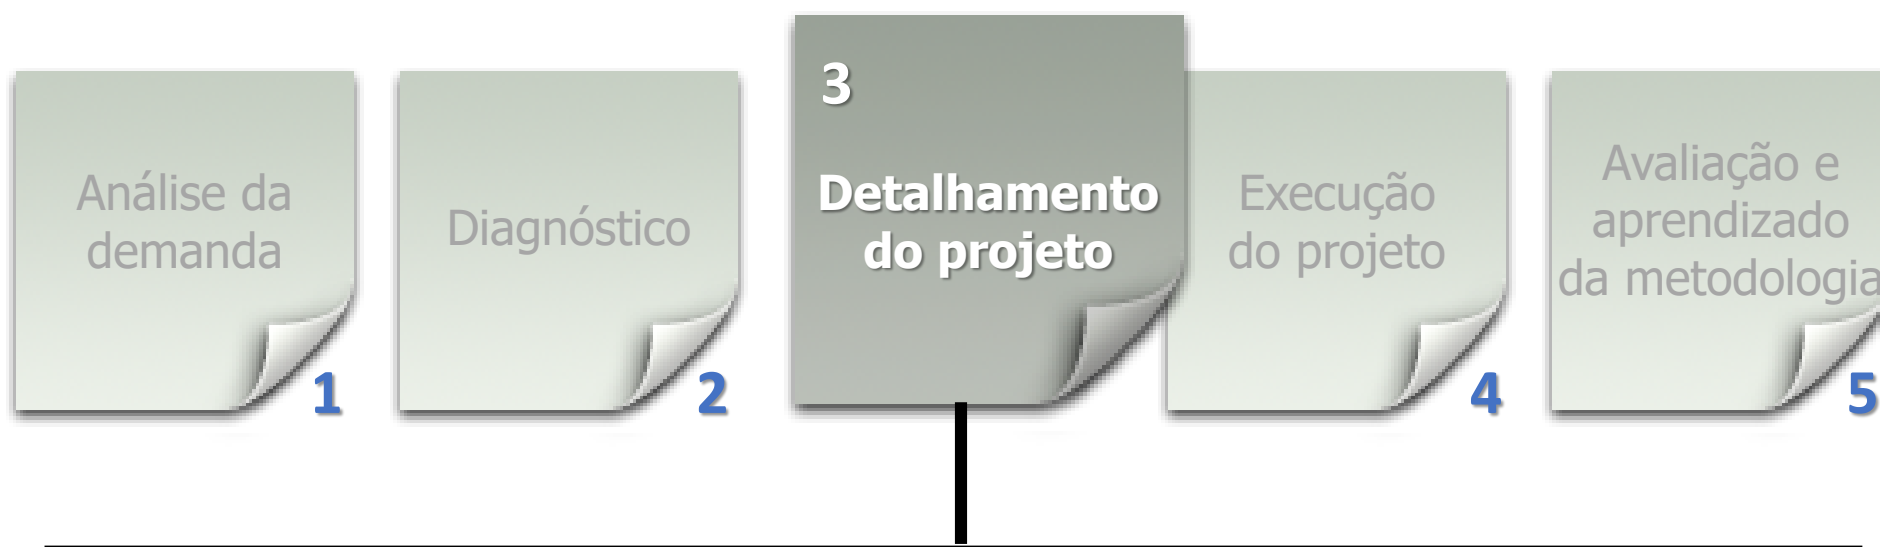 Análise da
demanda
1
Diagnóstico
2
3
Detalhamento
do projeto
Execução
do projeto
4
Avaliação e
aprendizado
da metodologia
5